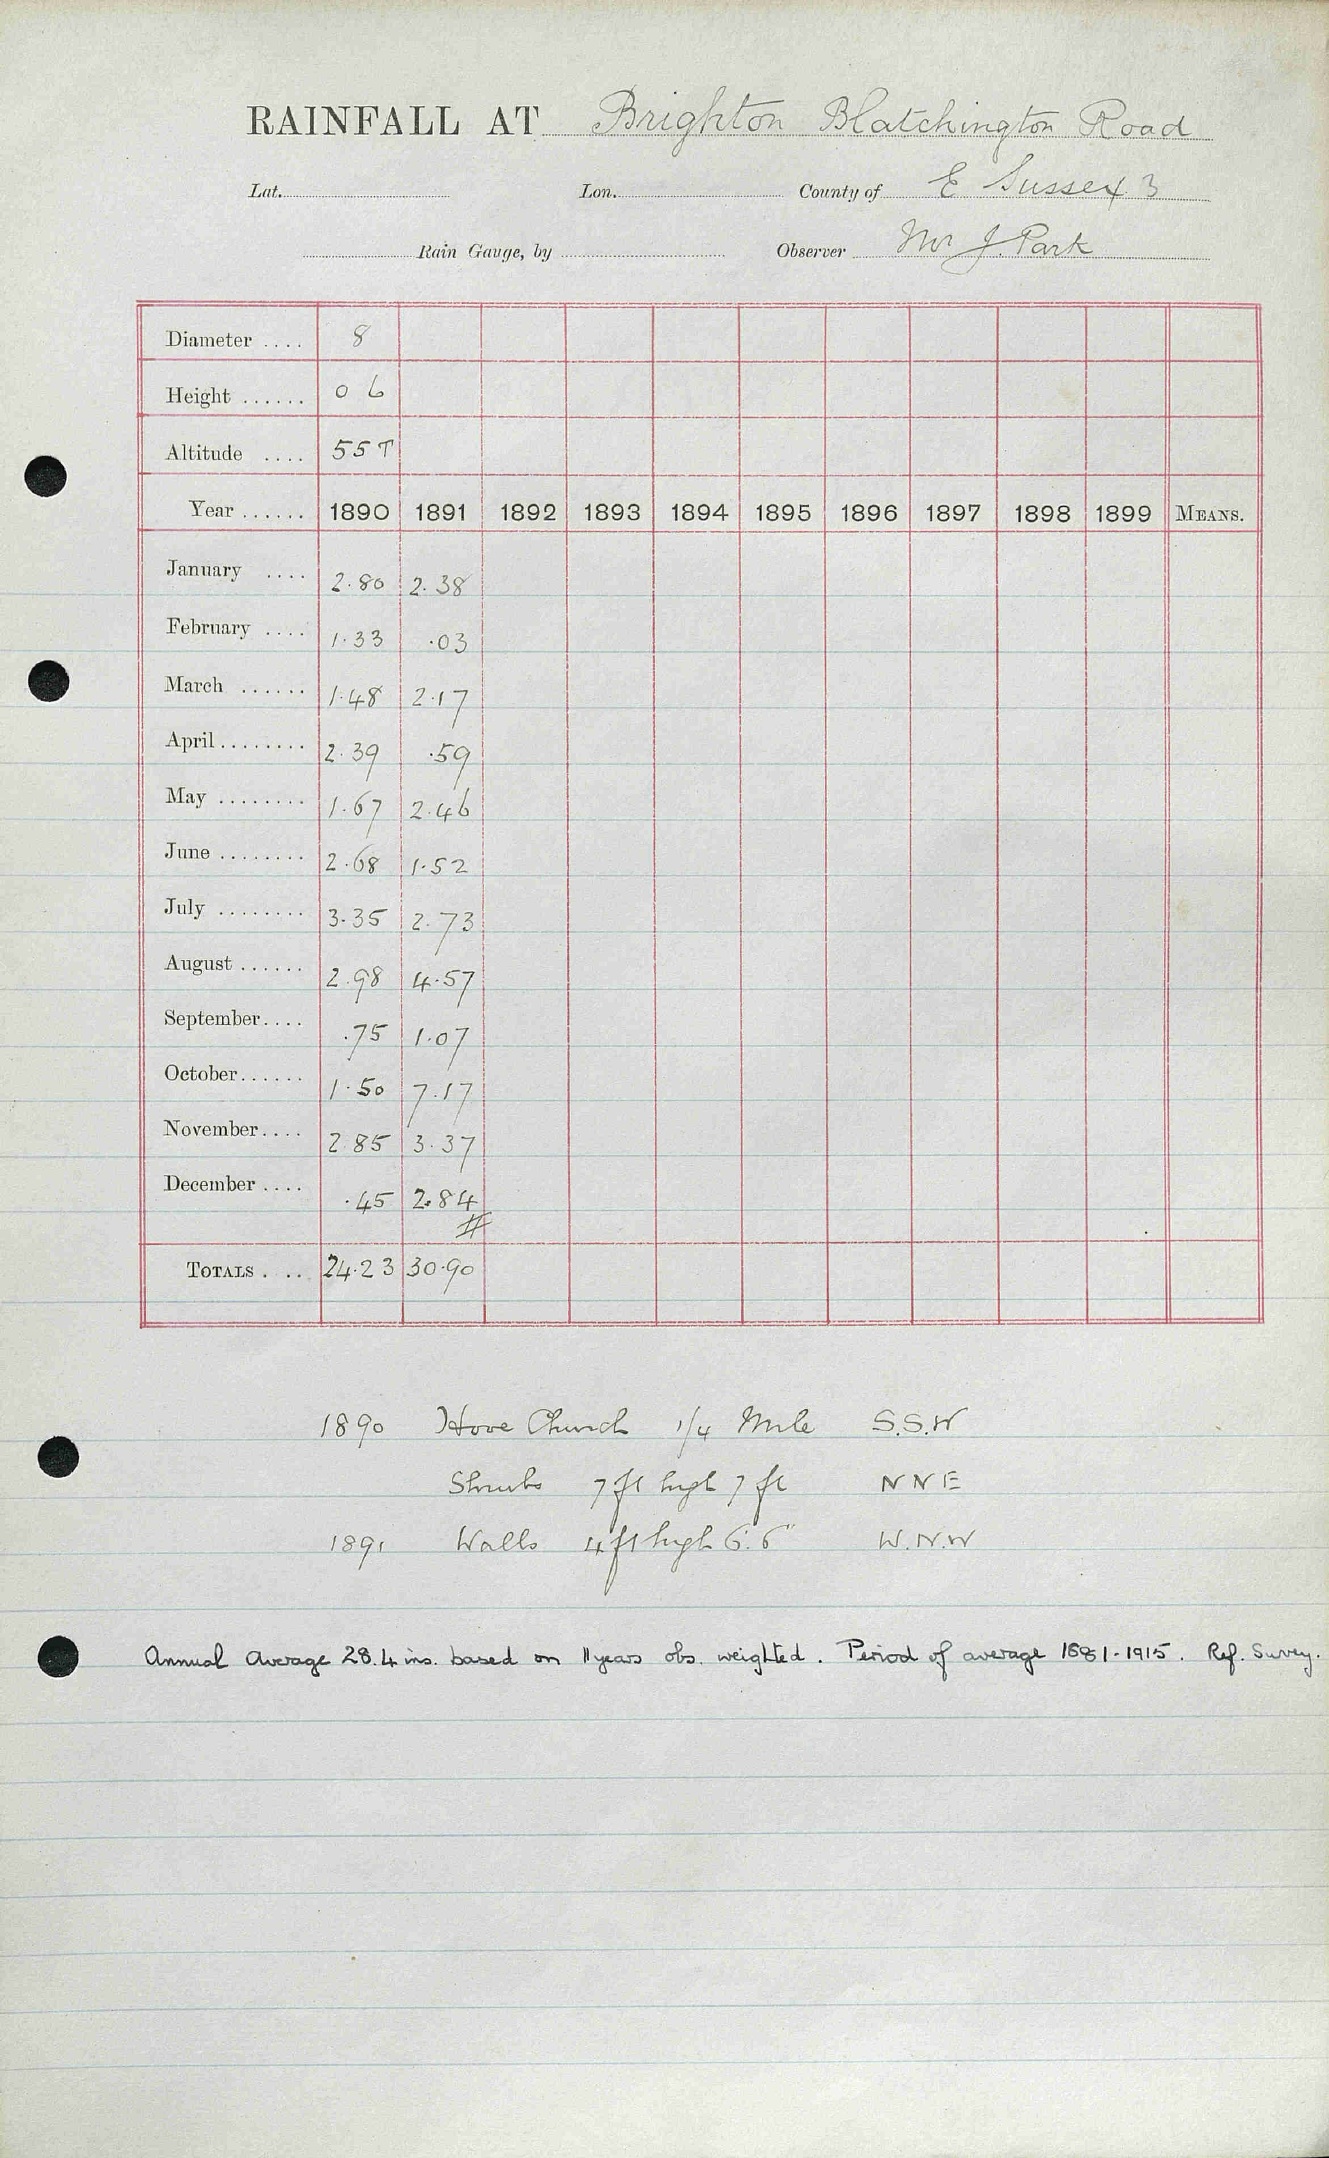 RAINFALL AT Brighton Blatchington Road
Lat. Lon. County of E Sussex 3
Rain Gauge, by Observer Mr J. Park
Diameter .... 8
Height ...... 0 6
Altitude .... 55 T
Year ...... 1890 1891 1892 1893 1894 1895 1896 1897 1898 1899 MEANS.
January .... 2.80 2.38
February .... 1.33 .03
March ...... 1.48 2.17
April ........ 2.39 .59
May ........ 1.67 2.46
June ........ 2.68 1.52
July ........ 3.35 2.73
August ...... 2.98 4.57
September.... .75 1.07
October...... 1.50 7.17
November.... 2.85 3.37
December .... .45 2.84
TOTALS . .. 24.23 30.90
1890 Hove Church 1/4 Mile S.S.W
Shrubs 7 ft high 7 ft N N E
1891 Walls 4 ft high 6'.6" W.N.W
Annual average 28.4 ins. based on 11 years obs. weighted. Period of average 1881-1915. Ref. Survey.